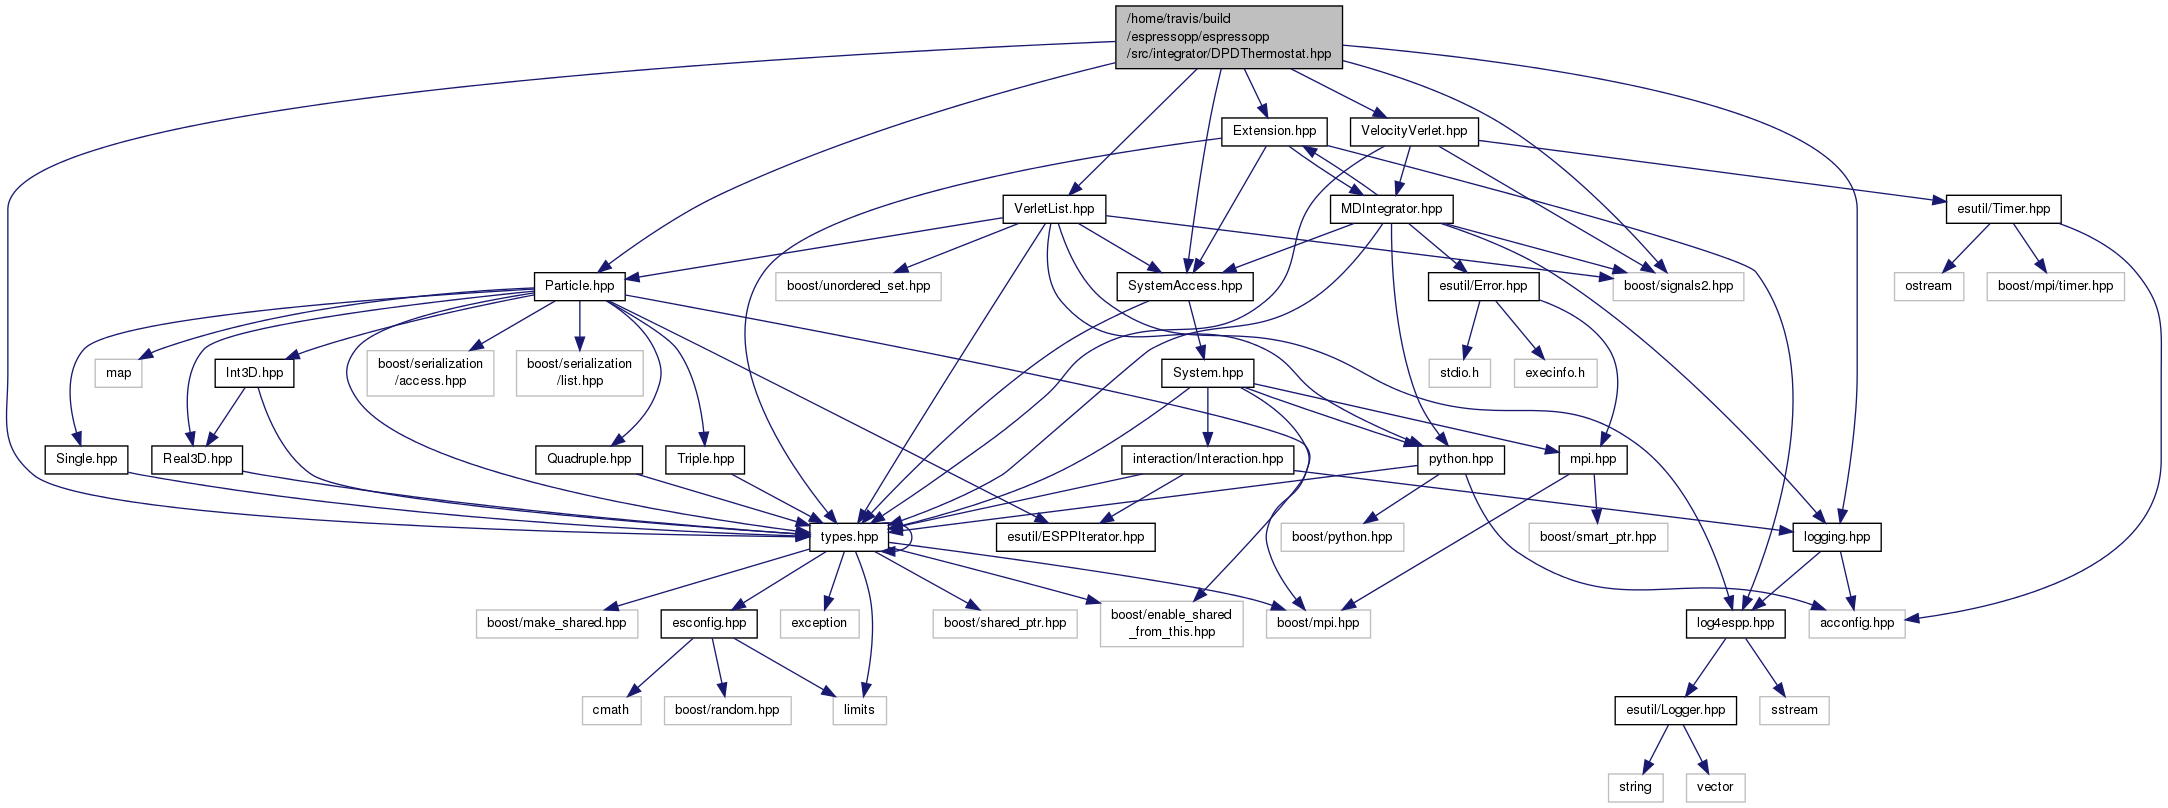 /home/travis/build
/espressopp/espressopp
/src/integrator/DPDThermostat.hpp
Extension.hpp
VelocityVerlet.hpp
VerletList.hpp
MDIntegrator.hpp
esutil/Timer.hpp
Particle.hpp
boost/unordered_set.hpp
SystemAccess.hpp
esutil/Error.hpp
boost/signals2.hpp
ostream
boost/mpi/timer.hpp
map
Int3D.hpp
boost/serialization
/access.hpp
boost/serialization
/list.hpp
System.hpp
stdio.h
execinfo.h
Single.hpp
Real3D.hpp
Quadruple.hpp
Triple.hpp
interaction/Interaction.hpp
python.hpp
mpi.hpp
types.hpp
esutil/ESPPIterator.hpp
boost/python.hpp
boost/smart_ptr.hpp
logging.hpp
boost/make_shared.hpp
esconfig.hpp
exception
boost/shared_ptr.hpp
boost/enable_shared
_from_this.hpp
boost/mpi.hpp
log4espp.hpp
acconfig.hpp
cmath
boost/random.hpp
limits
esutil/Logger.hpp
sstream
string
vector